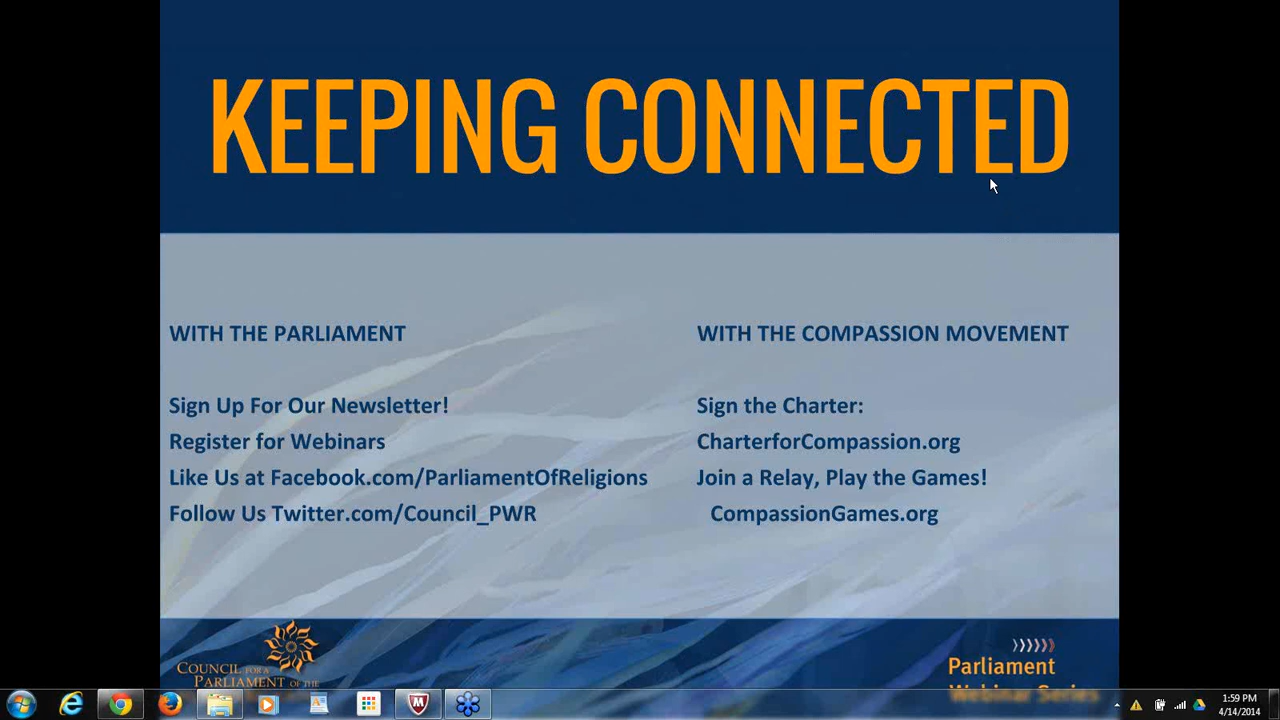 KEEPING CONNECTED
WITH THE PARLIAMENT
Sign Up For Our Newsletter!
Register for Webinars
Like Us at Facebook.com/ParliamentOfReligions
Follow Us Twitter.com/Council_PWR
WITH THE COMPASSION MOVEMENT
Sign the Charter:
CharterforCompassion.org
Join a Relay, Play the Games!
CompassionGames.org
COUNCIL FOR A
PARLIAMENT OF THE
Parliament
Webinar Series
1:59 PM
4/14/2014